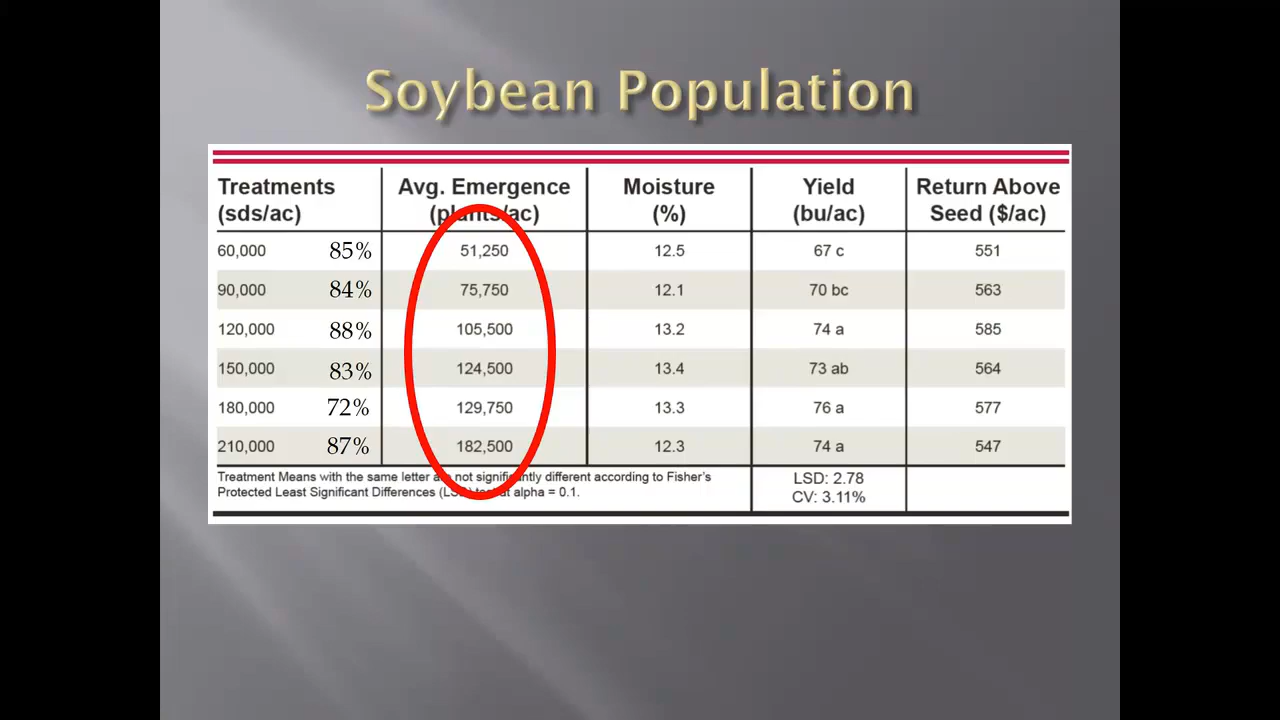 Soybean Population
Treatments (sds/ac) Avg. Emergence (plants/ac) Moisture (%) Yield (bu/ac) Return Above Seed ($/ac)
60,000 85% 51,250 12.5 67 c 551
90,000 84% 75,750 12.1 70 bc 563
120,000 88% 105,500 13.2 74 a 585
150,000 83% 124,500 13.4 73 ab 564
180,000 72% 129,750 13.3 76 a 577
210,000 87% 182,500 12.3 74 a 547
Treatment Means with the same letter are not significantly different according to Fisher's
Protected Least Significant Differences (LSD) test at alpha = 0.1.
LSD: 2.78
CV: 3.11%